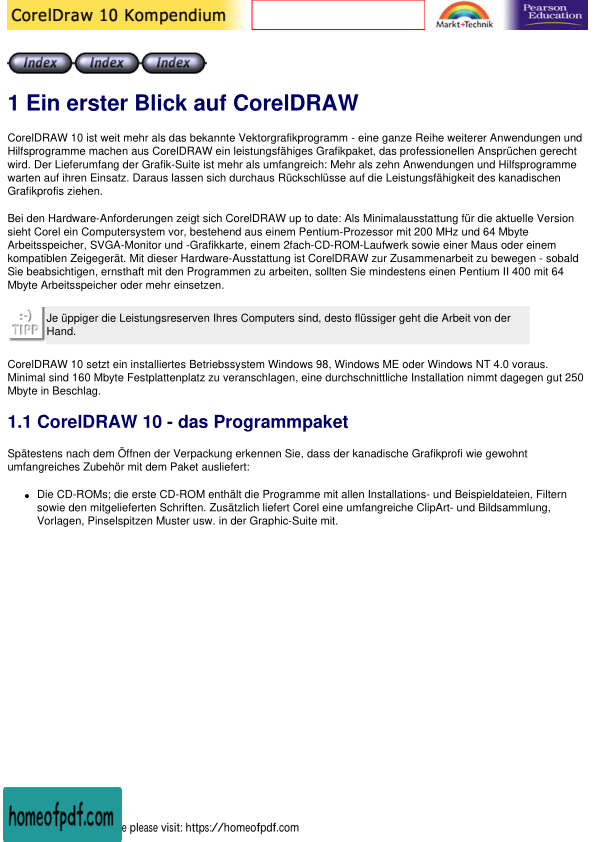 CorelDraw 10 Kompendium
Markt+Technik
Pearson
Education
Index Index Index
1 Ein erster Blick auf CorelDRAW
CorelDRAW 10 ist weit mehr als das bekannte Vektorgrafikprogramm - eine ganze Reihe weiterer Anwendungen und
Hilfsprogramme machen aus CorelDRAW ein leistungsfähiges Grafikpaket, das professionellen Ansprüchen gerecht
wird. Der Lieferumfang der Grafik-Suite ist mehr als umfangreich: Mehr als zehn Anwendungen und Hilfsprogramme
warten auf ihren Einsatz. Daraus lassen sich durchaus Rückschlüsse auf die Leistungsfähigkeit des kanadischen
Grafikprofis ziehen.
Bei den Hardware-Anforderungen zeigt sich CorelDRAW up to date: Als Minimalausstattung für die aktuelle Version
sieht Corel ein Computersystem vor, bestehend aus einem Pentium-Prozessor mit 200 MHz und 64 Mbyte
Arbeitsspeicher, SVGA-Monitor und -Grafikkarte, einem 2fach-CD-ROM-Laufwerk sowie einer Maus oder einem
kompatiblen Zeigegerät. Mit dieser Hardware-Ausstattung ist CorelDRAW zur Zusammenarbeit zu bewegen - sobald
Sie beabsichtigen, ernsthaft mit den Programmen zu arbeiten, sollten Sie mindestens einen Pentium II 400 mit 64
Mbyte Arbeitsspeicher oder mehr einsetzen.
:-)
TIPP
Je üppiger die Leistungsreserven Ihres Computers sind, desto flüssiger geht die Arbeit von der
Hand.
CorelDRAW 10 setzt ein installiertes Betriebssystem Windows 98, Windows ME oder Windows NT 4.0 voraus.
Minimal sind 160 Mbyte Festplattenplatz zu veranschlagen, eine durchschnittliche Installation nimmt dagegen gut 250
Mbyte in Beschlag.
1.1 CorelDRAW 10 - das Programmpaket
Spätestens nach dem Öffnen der Verpackung erkennen Sie, dass der kanadische Grafikprofi wie gewohnt
umfangreiches Zubehör mit dem Paket ausliefert:
● Die CD-ROMs; die erste CD-ROM enthält die Programme mit allen Installations- und Beispieldateien, Filtern
sowie den mitgelieferten Schriften. Zusätzlich liefert Corel eine umfangreiche ClipArt- und Bildsammlung,
Vorlagen, Pinselspitzen Muster usw. in der Graphic-Suite mit.
homeofpdf.com
e please visit: https://homeofpdf.com